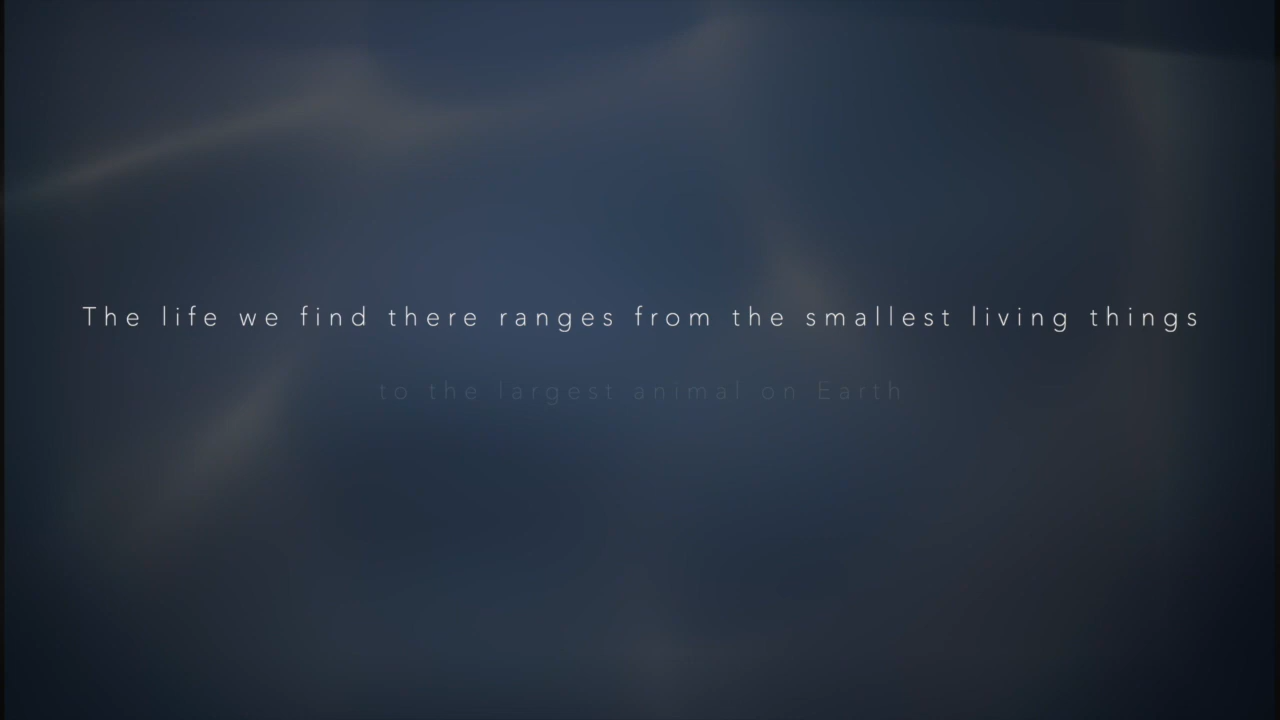 The life we find there ranges from the smallest living things
to the largest animal on Earth